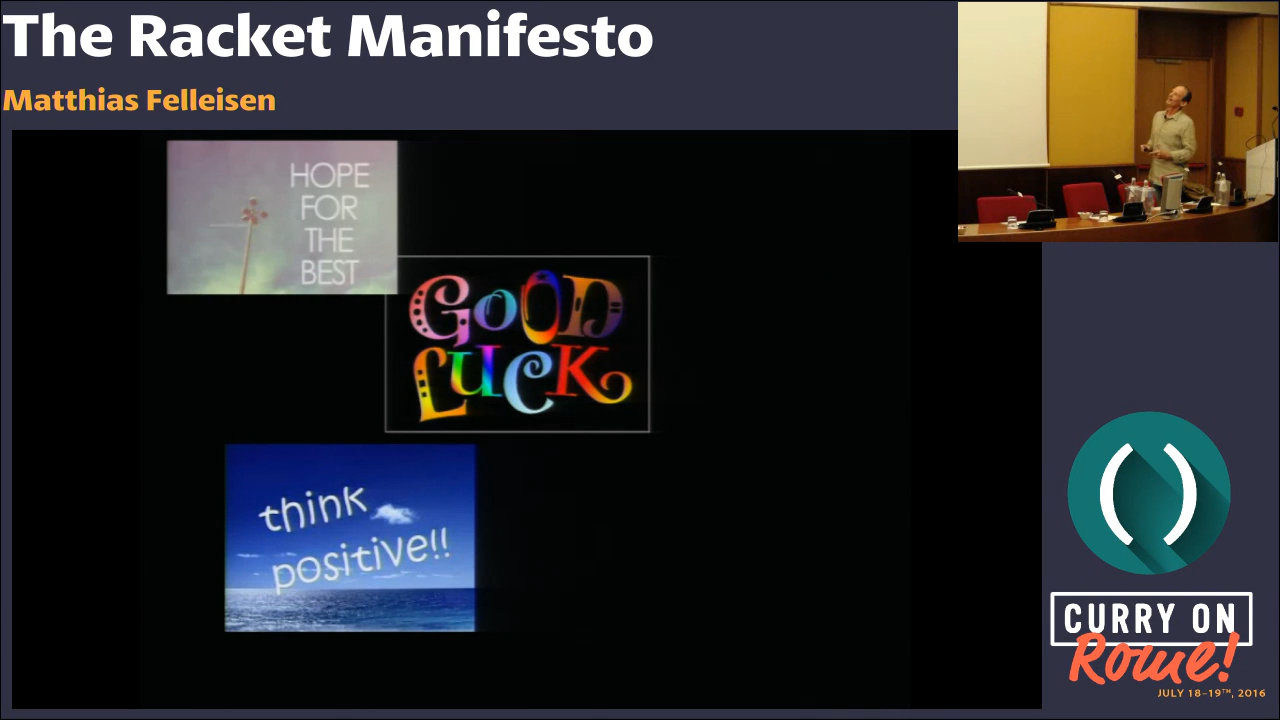 The Racket Manifesto
Matthias Felleisen
HOPE
FOR
THE
BEST
GOOD
LUCK
think
positive!!
()
CURRY ON
Rome!
JULY 18-19TH, 2016